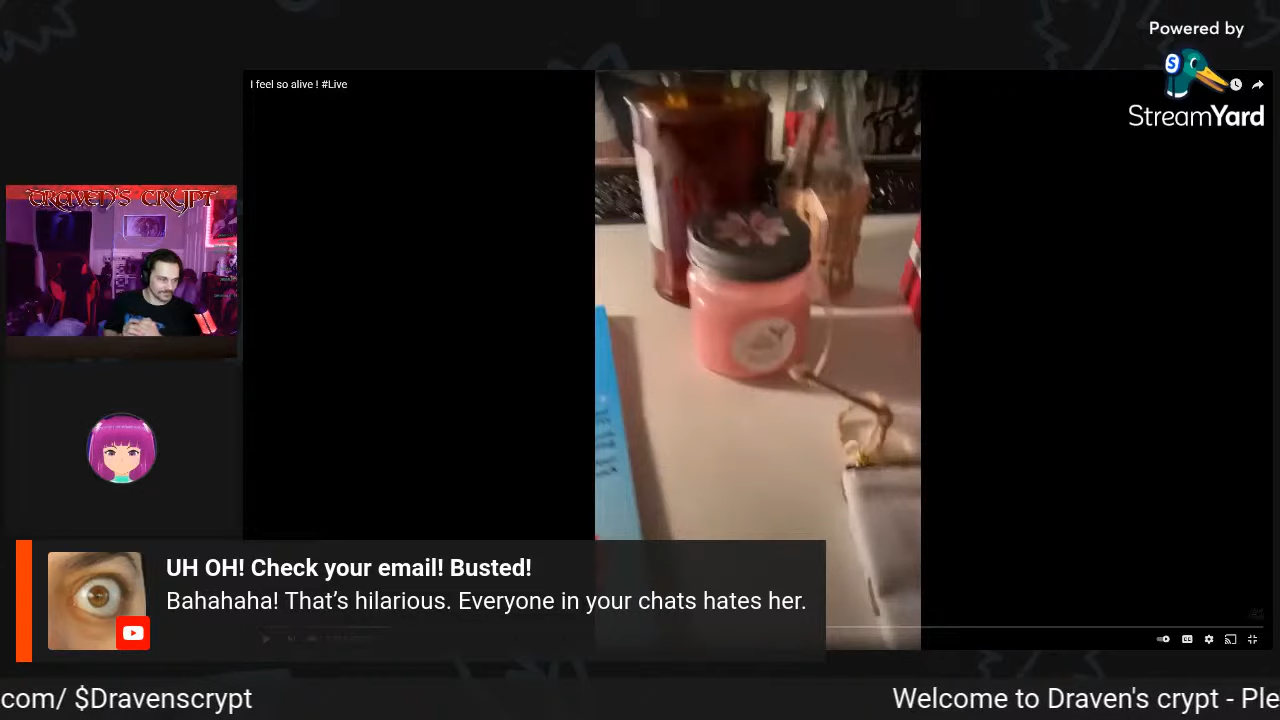 Powered by
StreamYard
I feel so alive ! #Live
DRAVEN'S CRYPT
UH OH! Check your email! Busted!
Bahahaha! That’s hilarious. Everyone in your chats hates her.
com/ $Dravenscrypt
Welcome to Draven's crypt - Ple